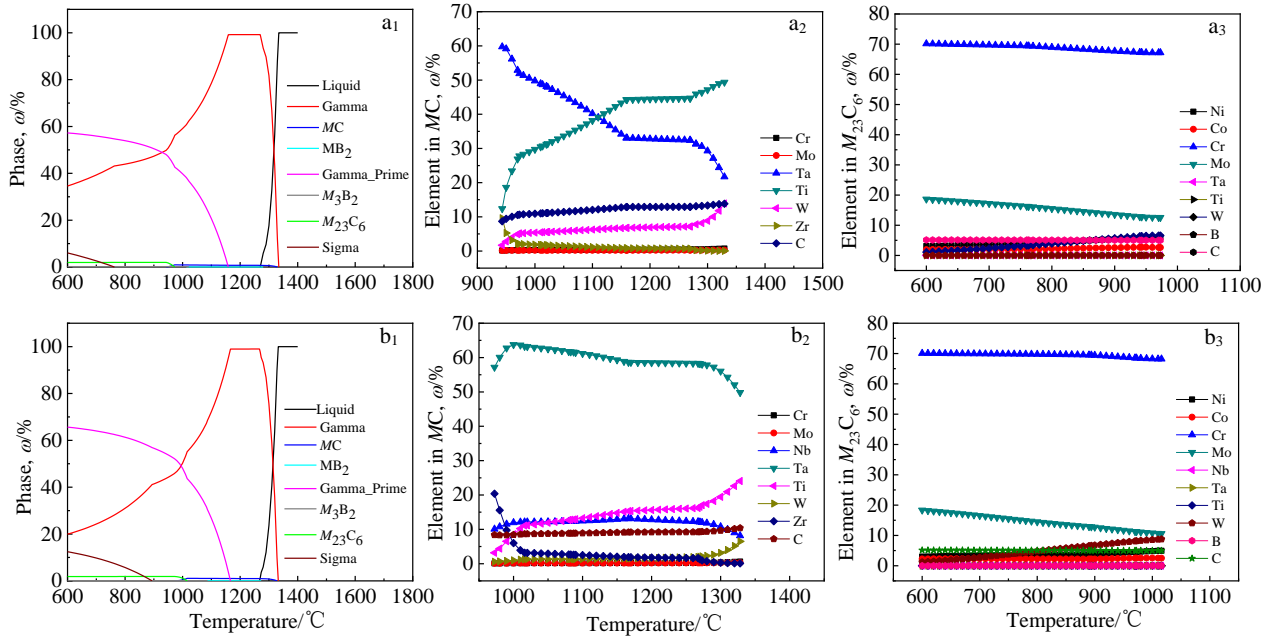 a1
100
80
60
40
20
0
600 800 1000 1200 1400 1600 1800
Phase, ω/%
Liquid
Gamma
MC
MB2
Gamma_Prime
M3B2
M23C6
Sigma
a2
70
60
50
40
30
20
10
0
900 1000 1100 1200 1300 1400 1500
Element in MC, ω/%
Cr
Mo
Ta
Ti
W
Zr
C
a3
80
70
60
50
40
30
20
10
0
600 700 800 900 1000 1100
Element in M23C6, ω/%
Ni
Co
Cr
Mo
Ta
Ti
W
B
C
b1
100
80
60
40
20
0
600 800 1000 1200 1400 1600 1800
Phase, ω/%
Temperature/℃
Liquid
Gamma
MC
MB2
Gamma_Prime
M3B2
M23C6
Sigma
b2
70
60
50
40
30
20
10
0
1000 1100 1200 1300 1400
Element in MC, ω/%
Temperature/℃
Cr
Mo
Nb
Ta
Ti
W
Zr
C
b3
80
70
60
50
40
30
20
10
0
600 700 800 900 1000 1100
Element in M23C6, ω/%
Temperature/℃
Ni
Co
Cr
Mo
Nb
Ta
Ti
W
B
C